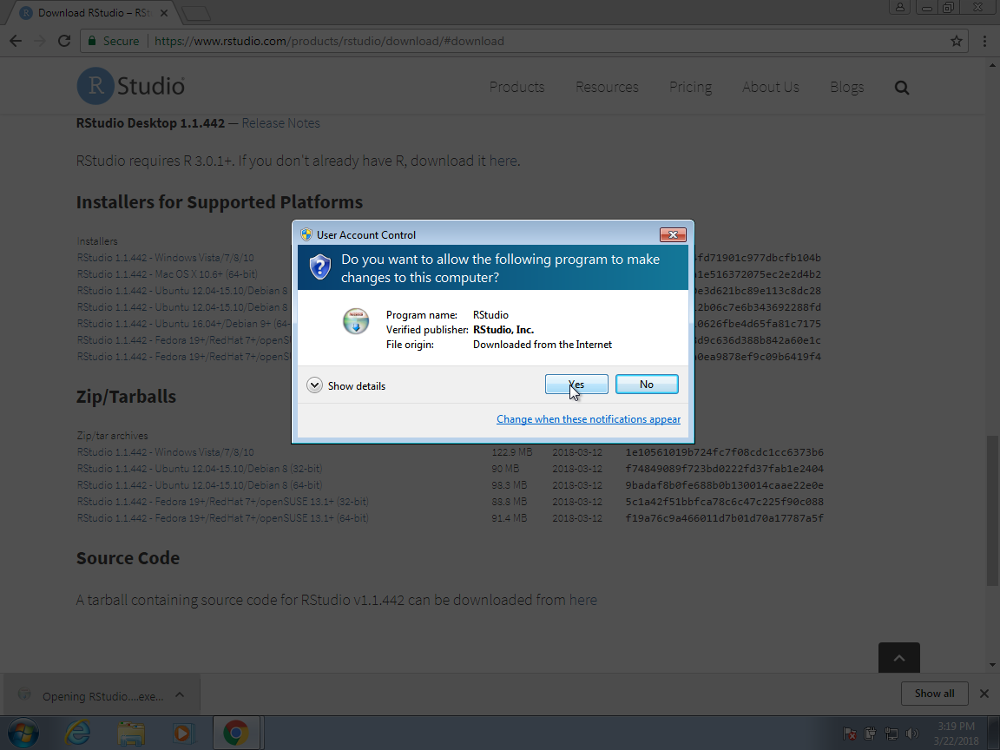 Download RStudio – RSt
Secure
https://www.rstudio.com/products/rstudio/download/#download
R Studio
Products
Resources
Pricing
About Us
Blogs
RStudio Desktop 1.1.442 — Release Notes
RStudio requires R 3.0.1+. If you don't already have R, download it here.
Installers for Supported Platforms
Installers
RStudio 1.1.442 - Windows Vista/7/8/10
fd71901c977dbcfb104b
RStudio 1.1.442 - Mac OS X 10.6+ (64-bit)
1e516372075ec2e2d4b2
RStudio 1.1.442 - Ubuntu 12.04-15.10/Debian 8
e3d621bc89e113c8dc28
RStudio 1.1.442 - Ubuntu 12.04-15.10/Debian 8
2b06c7e6b343692288fd
RStudio 1.1.442 - Ubuntu 16.04+/Debian 9+ (64-
0626fbe4d65fa81c7175
RStudio 1.1.442 - Fedora 19+/RedHat 7+/openS
d9c636d388b842a60e1c
RStudio 1.1.442 - Fedora 19+/RedHat 7+/openS
0ea9878ef9c09b6419f4
User Account Control
Do you want to allow the following program to make
changes to this computer?
Program name: RStudio
Verified publisher: RStudio, Inc.
File origin: Downloaded from the Internet
Show details
Yes
No
Change when these notifications appear
Zip/Tarballs
Zip/tar archives
RStudio 1.1.442 - Windows Vista/7/8/10 122.9 MB 2018-03-12 1e10561019b724fc7f08cdc1cc6373b6
RStudio 1.1.442 - Ubuntu 12.04-15.10/Debian 8 (32-bit) 90 MB 2018-03-12 f74849089f723bd0222fd37fab1e2404
RStudio 1.1.442 - Ubuntu 12.04-15.10/Debian 8 (64-bit) 98.3 MB 2018-03-12 9badaf8b0fe688b0b130014caae22e0e
RStudio 1.1.442 - Fedora 19+/RedHat 7+/openSUSE 13.1+ (32-bit) 88.8 MB 2018-03-12 5c1a42f51bbfca78c6c47c225f90c088
RStudio 1.1.442 - Fedora 19+/RedHat 7+/openSUSE 13.1+ (64-bit) 91.4 MB 2018-03-12 f19a76c9a466011d7b01d70a17787a5f
Source Code
A tarball containing source code for RStudio v1.1.442 can be downloaded from here
Opening RStudio....exe...
Show all
3:19 PM
3/22/2018